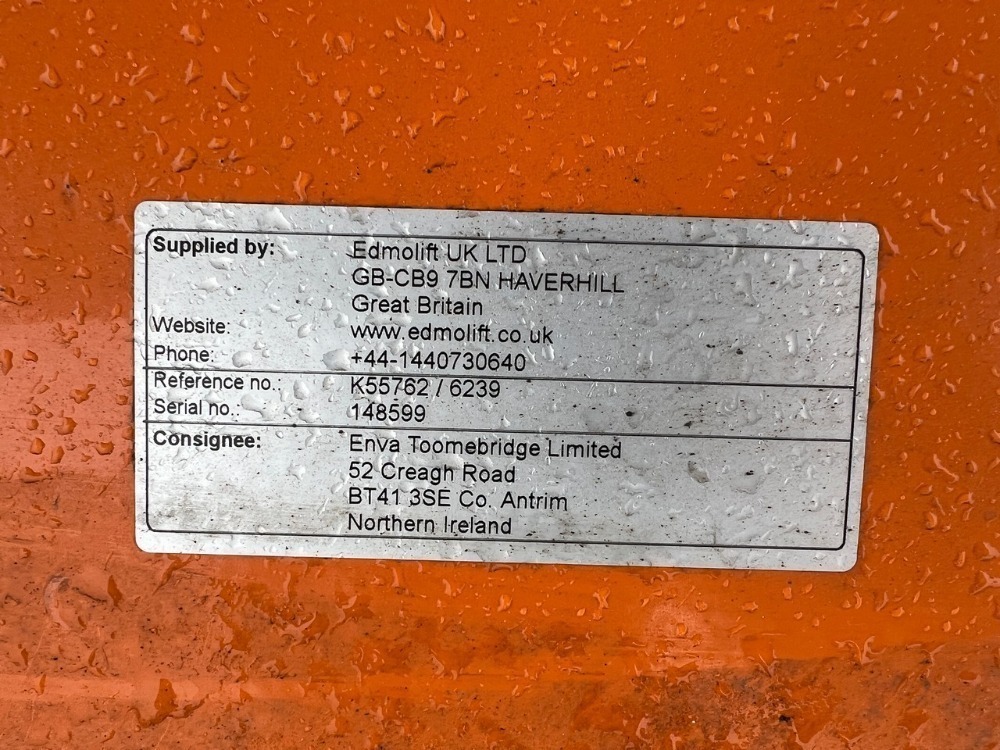 Supplied by: Edmolift UK LTD
GB-CB9 7BN HAVERHILL
Great Britain
Website: www.edmolift.co.uk
Phone: +44-1440730640
Reference no.: K55762 / 6239
Serial no.: 148599
Consignee: Enva Toomebridge Limited
52 Creagh Road
BT41 3SE Co. Antrim
Northern Ireland